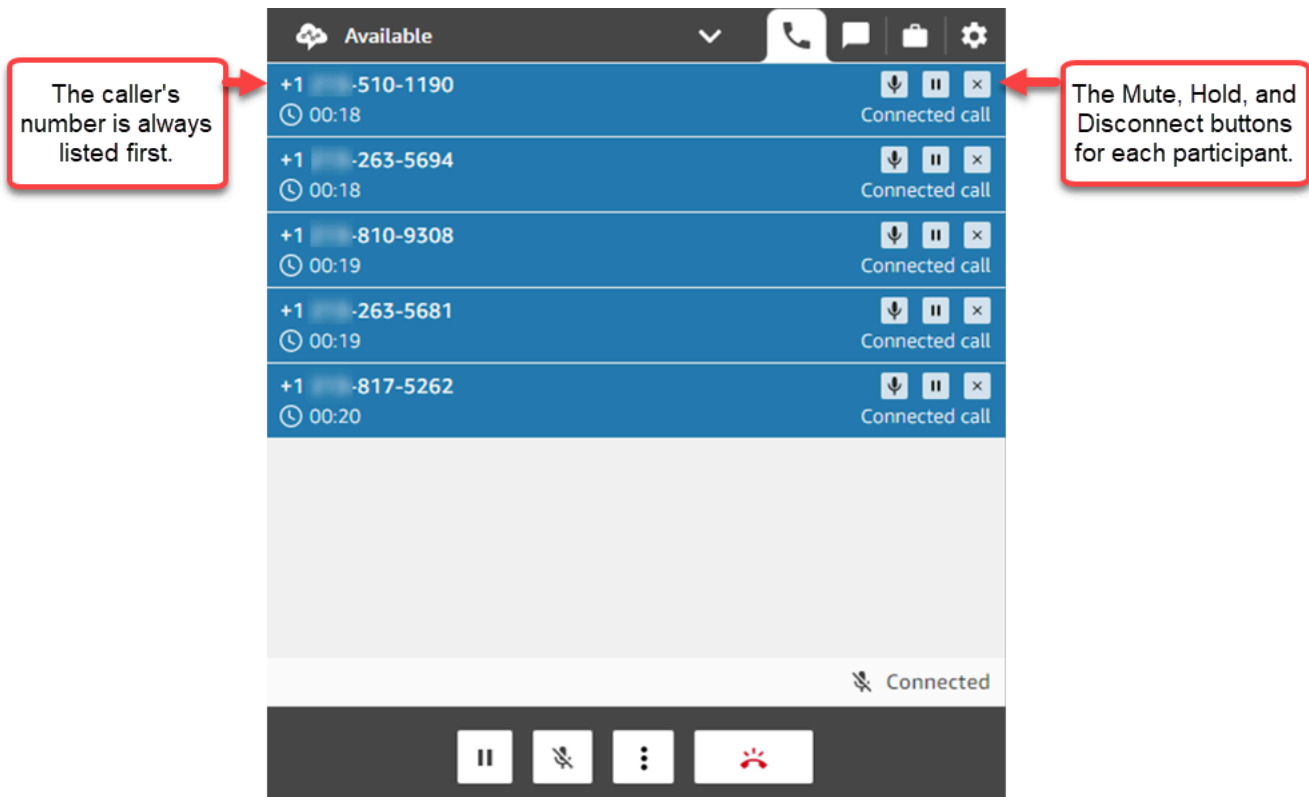 Available
The caller's
number is always
listed first.
+1 -510-1190
00:18
Connected call
The Mute, Hold, and
Disconnect buttons
for each participant.
+1 -263-5694
00:18
Connected call
+1 -810-9308
00:19
Connected call
+1 -263-5681
00:19
Connected call
+1 -817-5262
00:20
Connected call
Connected